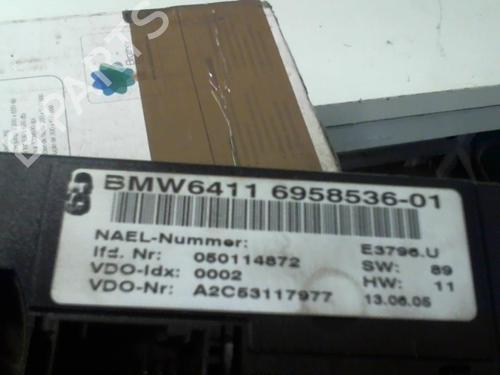 BMW6411 6958536-01
NAEL-Nummer: E3796.U
lfd. Nr: 050114872 SW: 89
VDO-Idx: 0002 HW: 11
VDO-Nr: A2C53117977 13.06.05
PARTS